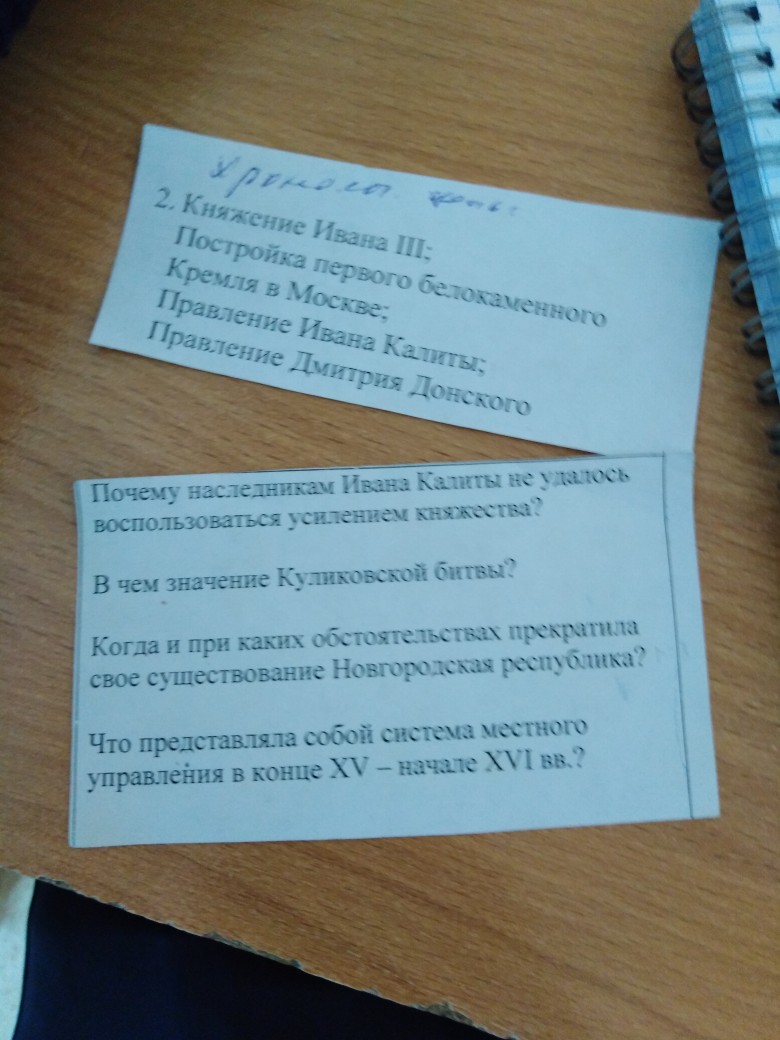 Хронолог.
2. Княжение Ивана III;
Постройка первого белокаменного
Кремля в Москве;
Правление Ивана Калиты;
Правление Дмитрия Донского
Почему наследникам Ивана Калиты не удалось
воспользоваться усилением княжества?
В чем значение Куликовской битвы?
Когда и при каких обстоятельствах прекратила
свое существование Новгородская республика?
Что представляла собой система местного
управления в конце XV – начале XVI вв.?